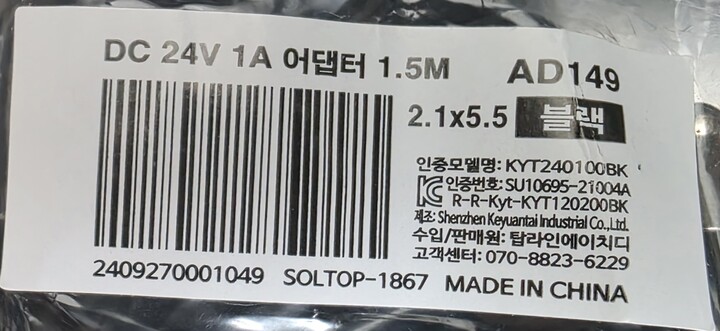 DC 24V 1A 어댑터 1.5M AD149
2.1x5.5 블랙
인증모델명: KYT240100BK
인증번호: SU10695-21004A
R-R-Kyt-KYT120200BK
제조: Shenzhen Keyuantai Industrial Co., Ltd.
수입/판매원: 탑라인에이치디
고객센터: 070-8823-6229
2409270001049 SOLTOP-1867 MADE IN CHINA